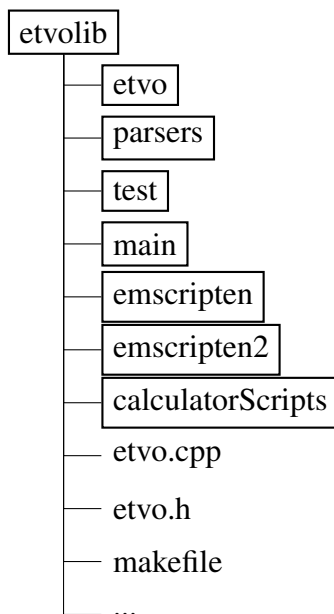 etvolib
etvo
parsers
test
main
emscripten
emscripten2
calculatorScripts
etvo.cpp
etvo.h
makefile
...